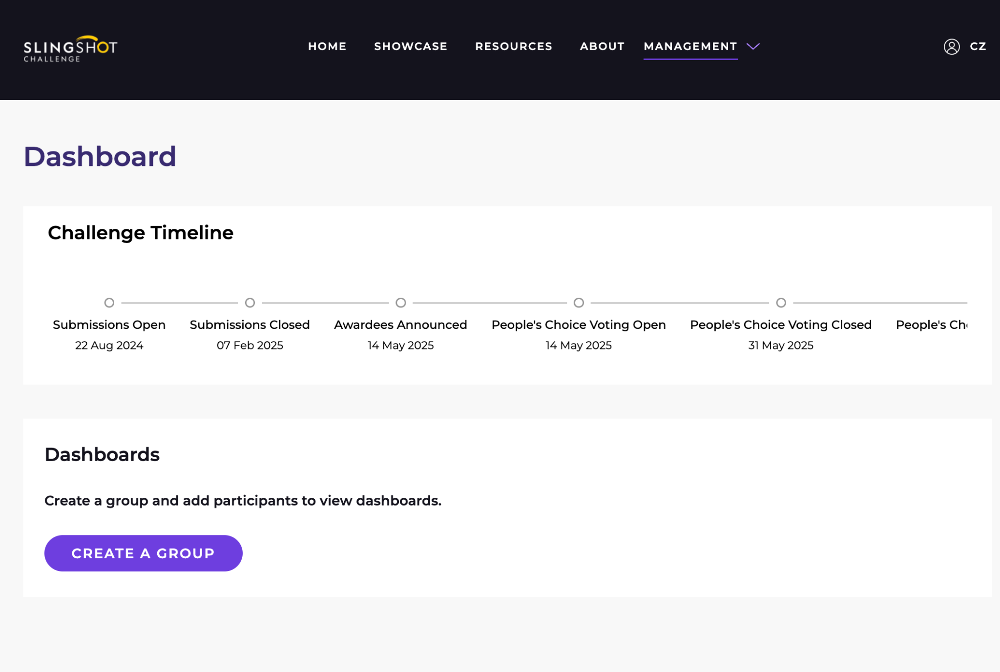 SLINGSHOT
CHALLENGE
HOME SHOWCASE RESOURCES ABOUT MANAGEMENT
CZ
Dashboard
Challenge Timeline
Submissions Open Submissions Closed Awardees Announced People's Choice Voting Open People's Choice Voting Closed People's
22 Aug 2024 07 Feb 2025 14 May 2025 14 May 2025 31 May 2025
Dashboards
Create a group and add participants to view dashboards.
CREATE A GROUP